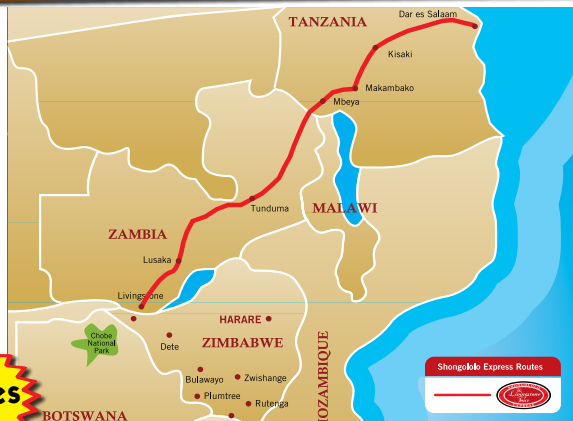 TANZANIA
Dar es Salaam
Kisaki
Makambako
Mbeya
Tunduma
MALAWI
ZAMBIA
Lusaka
Livingstone
HARARE
Chobe
National
Park
Dete
ZIMBABWE
Bulawayo
Zwishange
Plumtree
Rutenga
BOTSWANA
MOZAMBIQUE
Shongololo Express Routes
Livingstone